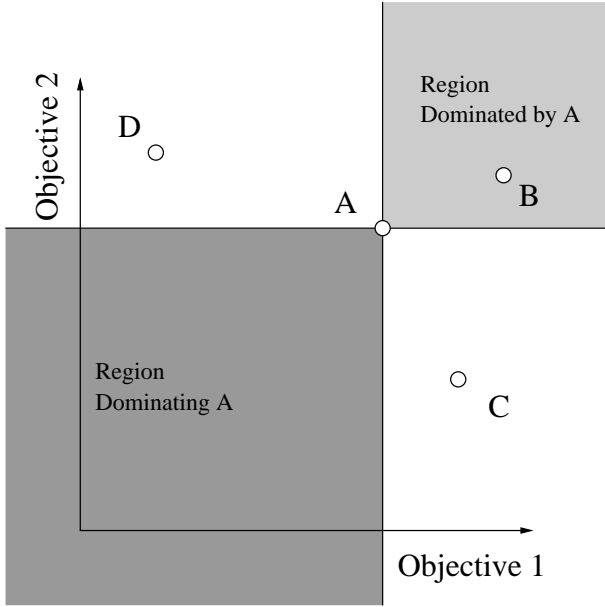 Region
Dominated by A
D
B
A
Objective 2
Region
Dominating A
C
Objective 1